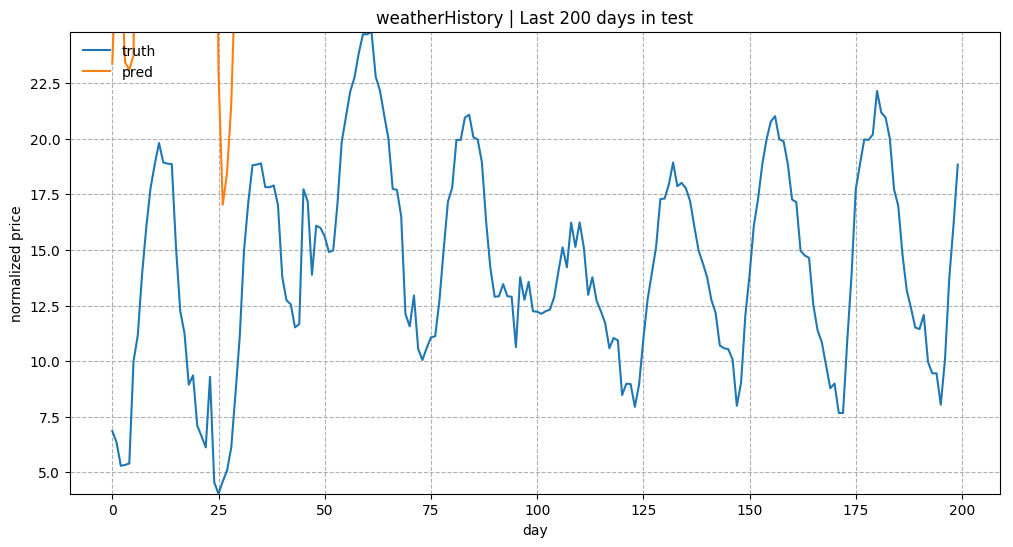 weatherHistory | Last 200 days in test
truth
pred
22.5
20.0
17.5
15.0
12.5
10.0
7.5
5.0
normalized price
0 25 50 75 100 125 150 175 200
day